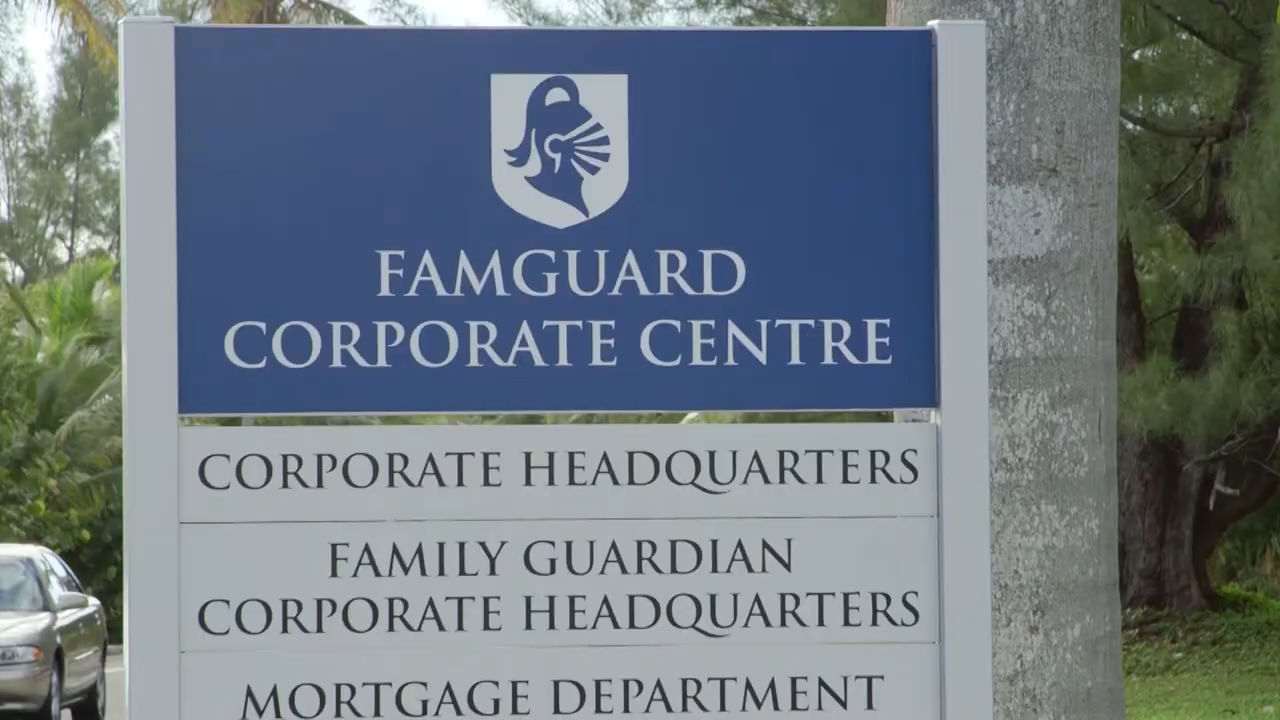 FAMGUARD
CORPORATE CENTRE
CORPORATE HEADQUARTERS
FAMILY GUARDIAN
CORPORATE HEADQUARTERS
MORTGAGE DEPARTMENT